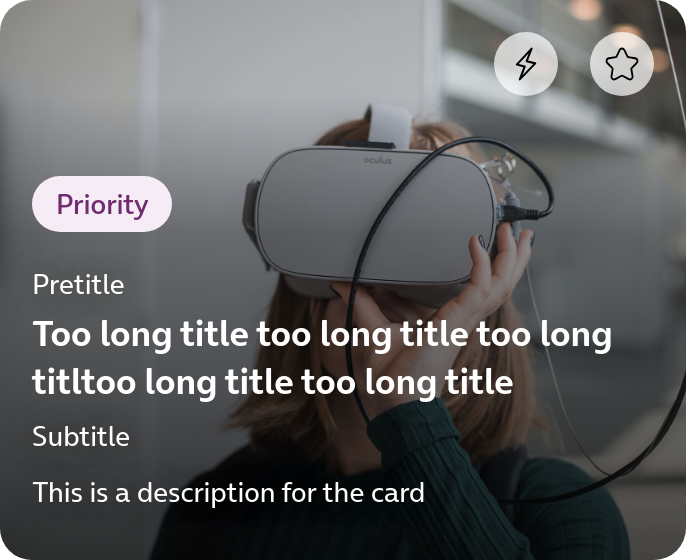 oculus
Priority
Pretitle
Too long title too long title too long
titltoo long title too long title
Subtitle
This is a description for the card